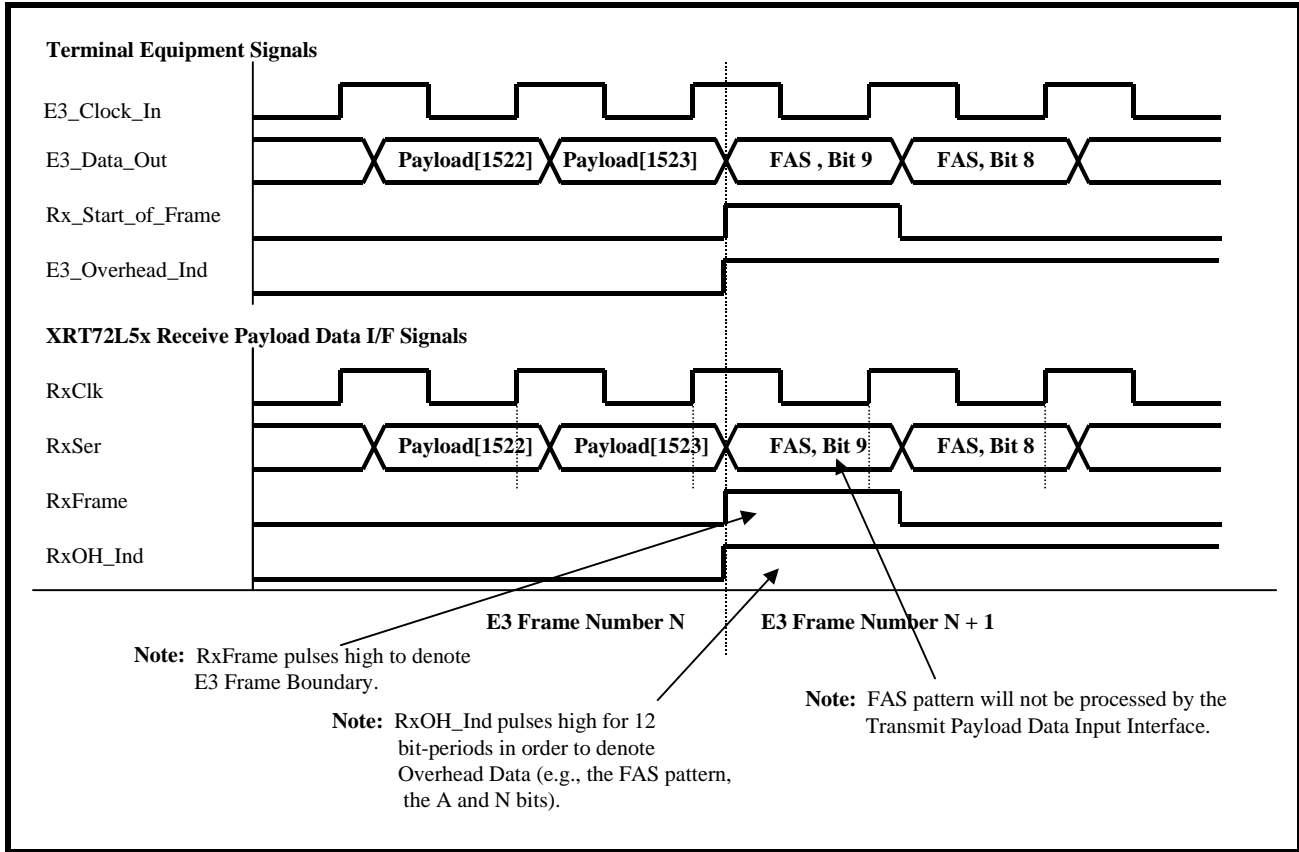 Terminal Equipment Signals
E3_Clock_In
E3_Data_Out
Payload[1522]
Payload[1523]
FAS , Bit 9
FAS, Bit 8
Rx_Start_of_Frame
E3_Overhead_Ind
XRT72L5x Receive Payload Data I/F Signals
RxClk
RxSer
Payload[1522]
Payload[1523]
FAS, Bit 9
FAS, Bit 8
RxFrame
RxOH_Ind
E3 Frame Number N
E3 Frame Number N + 1
Note: RxFrame pulses high to denote
E3 Frame Boundary.
Note: RxOH_Ind pulses high for 12
bit-periods in order to denote
Overhead Data (e.g., the FAS pattern,
the A and N bits).
Note: FAS pattern will not be processed by the
Transmit Payload Data Input Interface.